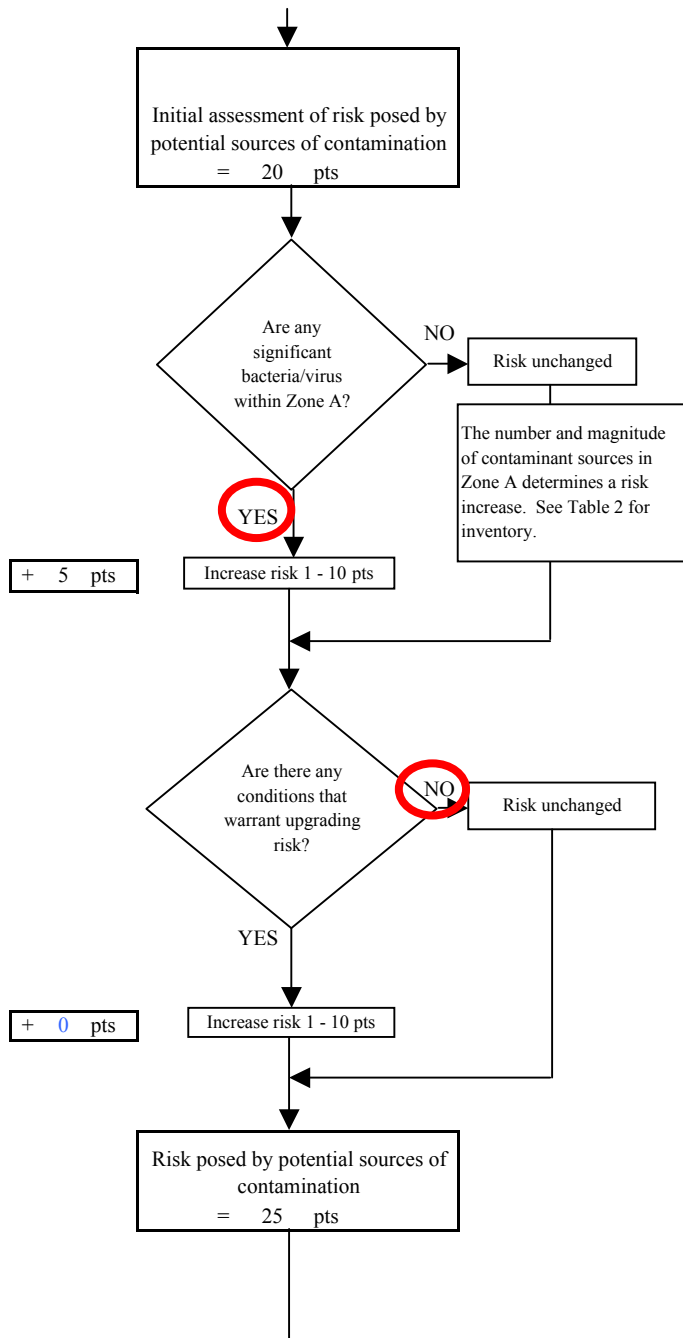 Initial assessment of risk posed by
potential sources of contamination
= 20 pts
Are any
significant
bacteria/virus
within Zone A?
NO
Risk unchanged
The number and magnitude
of contaminant sources in
Zone A determines a risk
increase. See Table 2 for
inventory.
YES
+ 5 pts
Increase risk 1 - 10 pts
Are there any
conditions that
warrant upgrading
risk?
NO
Risk unchanged
YES
+ 0 pts
Increase risk 1 - 10 pts
Risk posed by potential sources of
contamination
= 25 pts